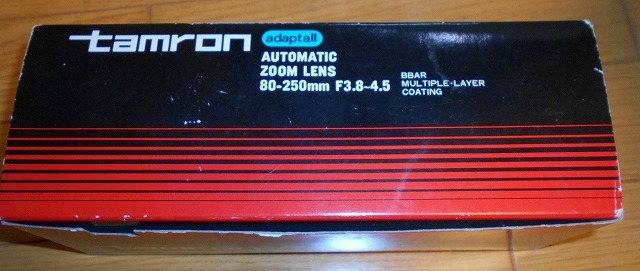 tamron adaptall
AUTOMATIC
ZOOM LENS
80-250mm F3.8~4.5
BBAR
MULTIPLE-LAYER
COATING